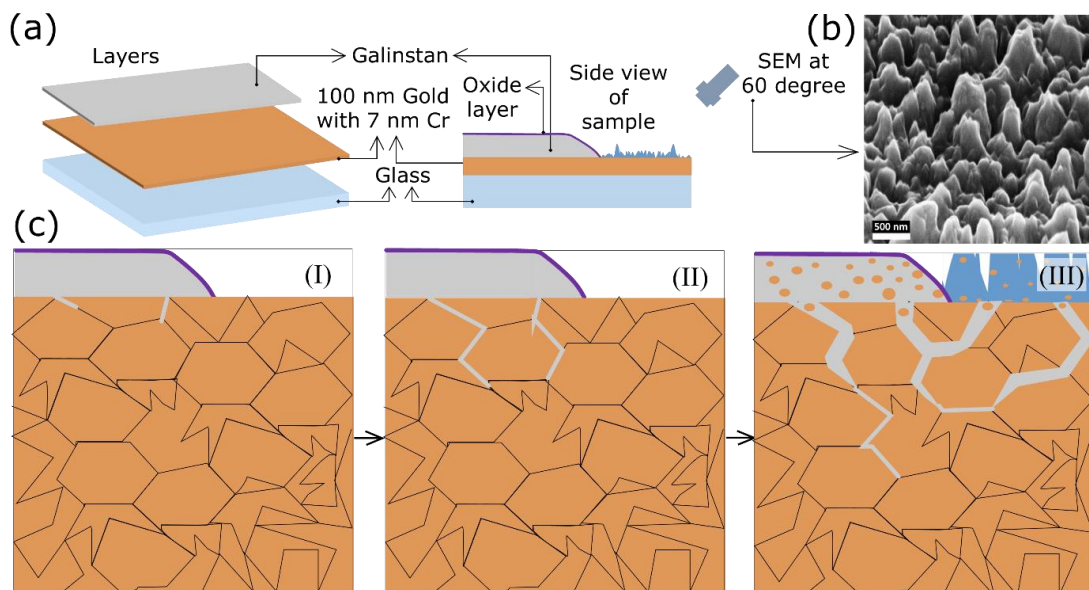 (a)
Layers
Galinstan
100 nm Gold
with 7 nm Cr
Glass
Oxide
layer
Side view
of
sample
SEM at
60 degree
(b)
500 nm
(c)
(I)
(II)
(III)